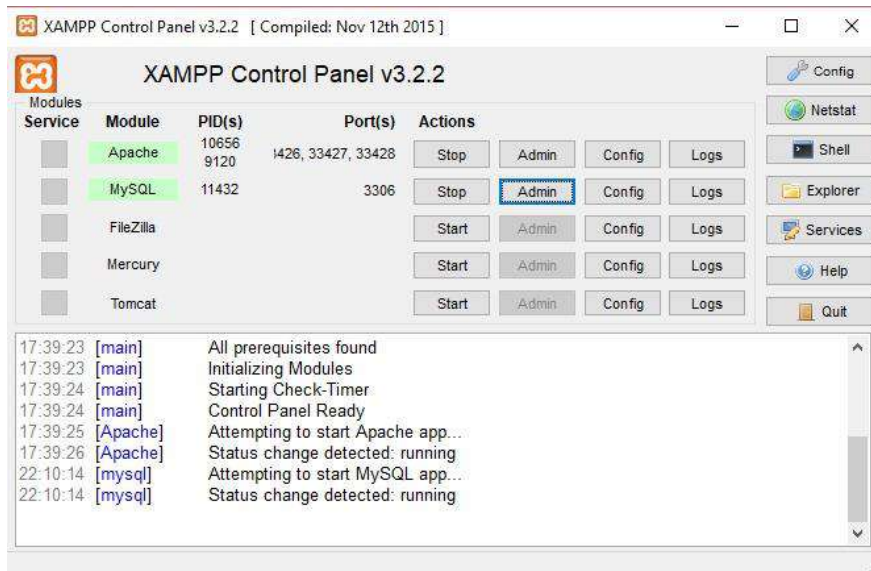 XAMPP Control Panel v3.2.2 [ Compiled: Nov 12th 2015 ]
XAMPP Control Panel v3.2.2
Config
Modules
Service Module PID(s) Port(s) Actions
Netstat
Apache 10656 9120 426, 33427, 33428 Stop Admin Config Logs
Shell
MySQL 11432 3306 Stop Admin Config Logs
Explorer
FileZilla Start Admin Config Logs
Services
Mercury Start Admin Config Logs
Help
Tomcat Start Admin Config Logs
Quit
17:39:23 [main] All prerequisites found
17:39:23 [main] Initializing Modules
17:39:24 [main] Starting Check-Timer
17:39:24 [main] Control Panel Ready
17:39:25 [Apache] Attempting to start Apache app...
17:39:26 [Apache] Status change detected: running
22:10:14 [mysql] Attempting to start MySQL app...
22:10:14 [mysql] Status change detected: running